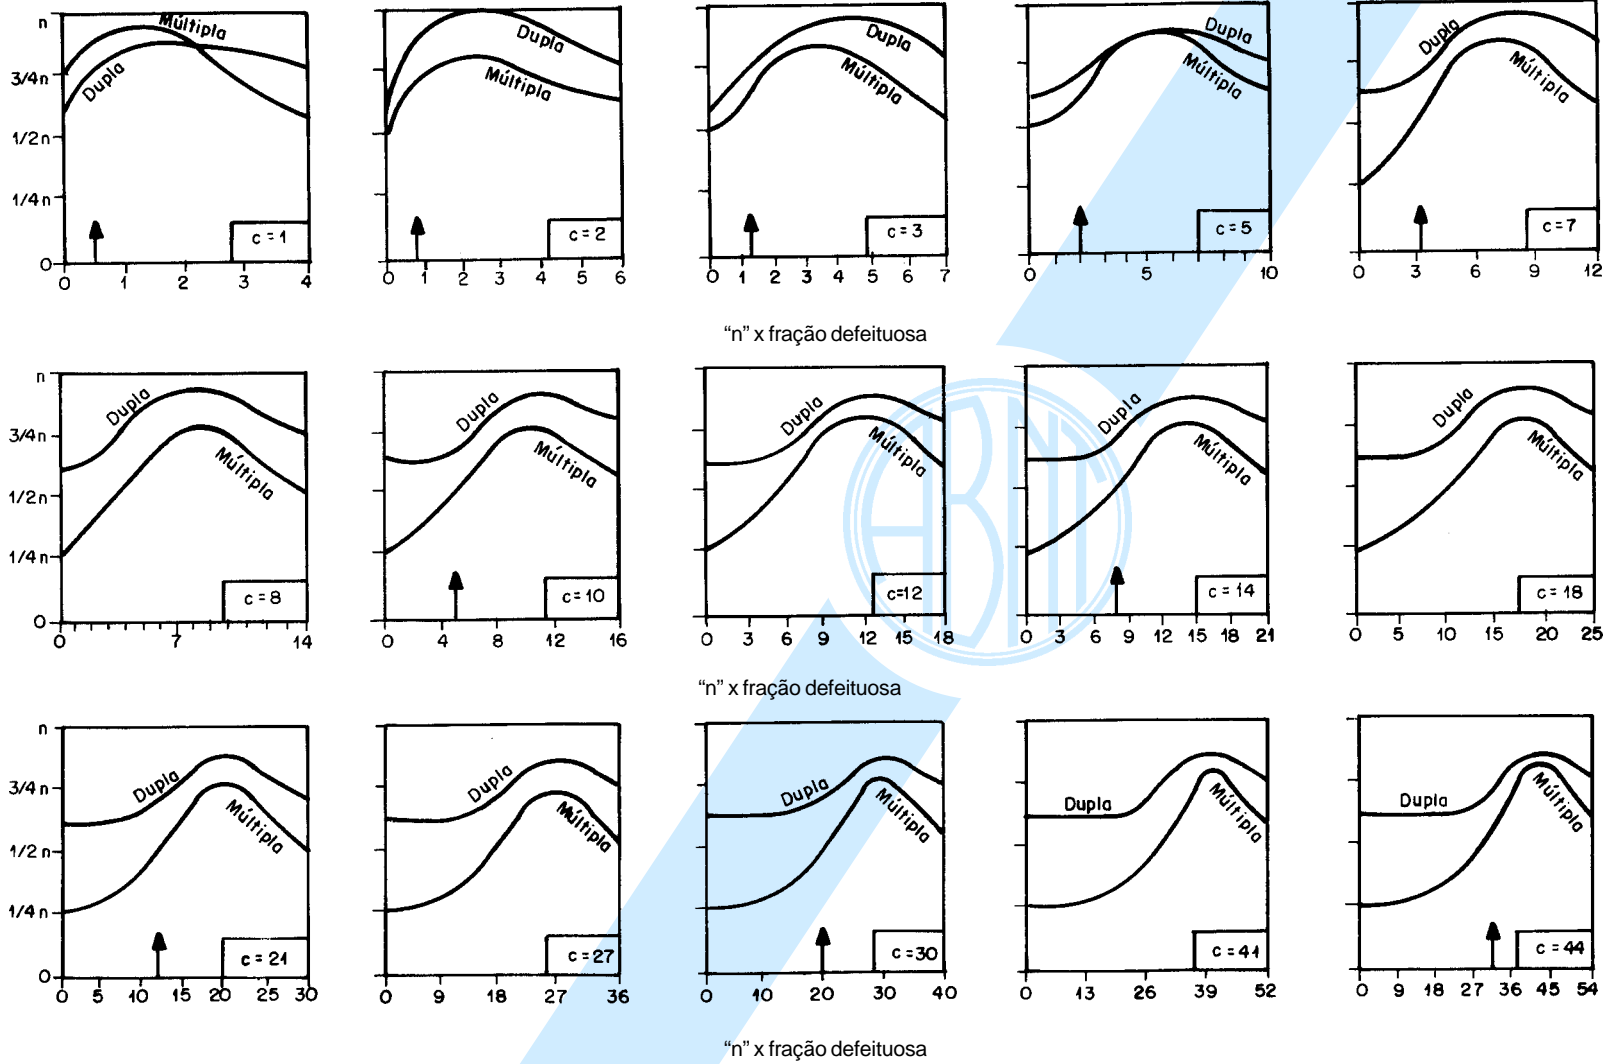 n
3/4n
1/2n
1/4n
0
Múltipla
Dupla
c = 1
0 1 2 3 4
Dupla
Múltipla
c = 2
0 1 2 3 4 5 6
Dupla
Múltipla
c = 3
0 1 2 3 4 5 6 7
Dupla
Múltipla
c = 5
0 5 10
Dupla
Múltipla
c = 7
0 3 6 9 12
“n” x fração defeituosa
n
3/4n
1/2n
1/4n
0
Dupla
Múltipla
c = 8
0 7 14
Dupla
Múltipla
c = 10
0 2 4 6 8 10 12 14 16
Dupla
Múltipla
c=12
0 3 6 9 12 15 18
Dupla
Múltipla
c = 14
0 3 6 9 12 15 18 21
Dupla
Múltipla
c = 18
0 5 10 15 20 25
ABNT
“n” x fração defeituosa
n
3/4n
1/2n
1/4n
0
Dupla
Múltipla
c = 21
0 5 10 15 20 25 30
Dupla
Múltipla
c = 27
0 9 18 27 36
Dupla
Múltipla
c = 30
0 10 20 30 40
Dupla
Múltipla
c = 41
0 13 26 39 52
Dupla
Múltipla
c = 44
0 9 18 27 36 45 54
“n” x fração defeituosa